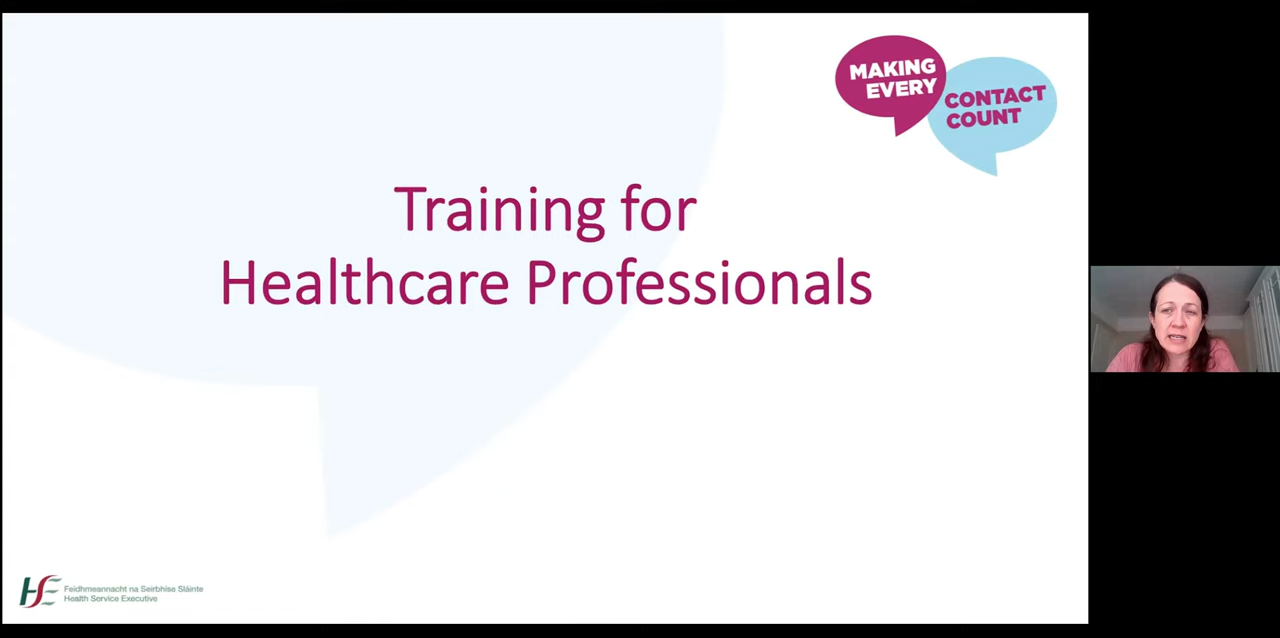 MAKING
EVERY
CONTACT
COUNT
Training for
Healthcare Professionals
Feidhmeannacht na Seirbhíse Sláinte
Health Service Executive